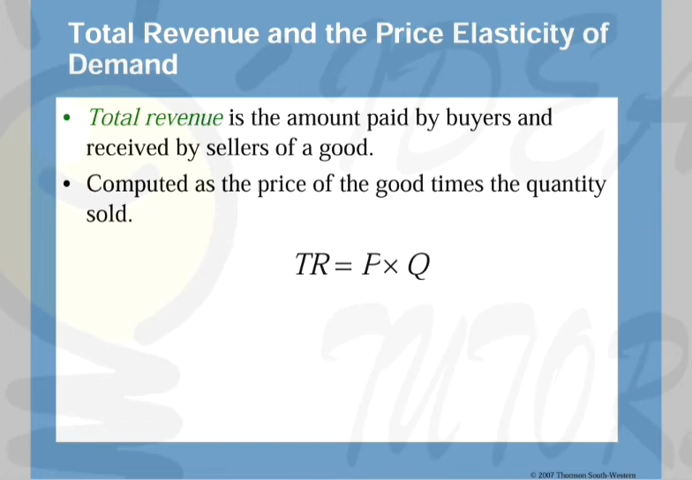 Total Revenue and the Price Elasticity of
Demand
• Total revenue is the amount paid by buyers and
received by sellers of a good.
• Computed as the price of the good times the quantity
sold.
TR = P × Q
© 2007 Thomson South-Western